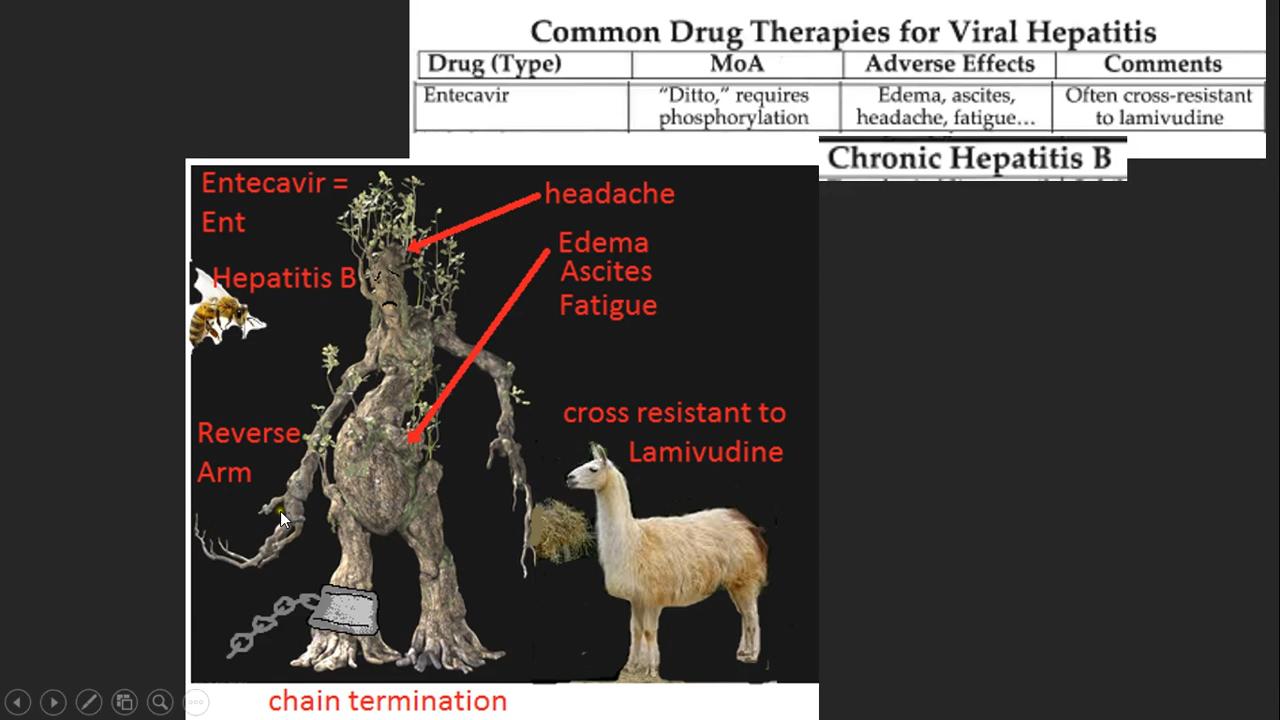 Common Drug Therapies for Viral Hepatitis
Drug (Type) MoA Adverse Effects Comments
Entecavir “Ditto,” requires Edema, ascites, Often cross-resistant
phosphorylation headache, fatigue... to lamivudine
Chronic Hepatitis B
Entecavir =
Ent
headache
Hepatitis B
Edema
Ascites
Fatigue
Reverse
Arm
cross resistant to
Lamivudine
chain termination